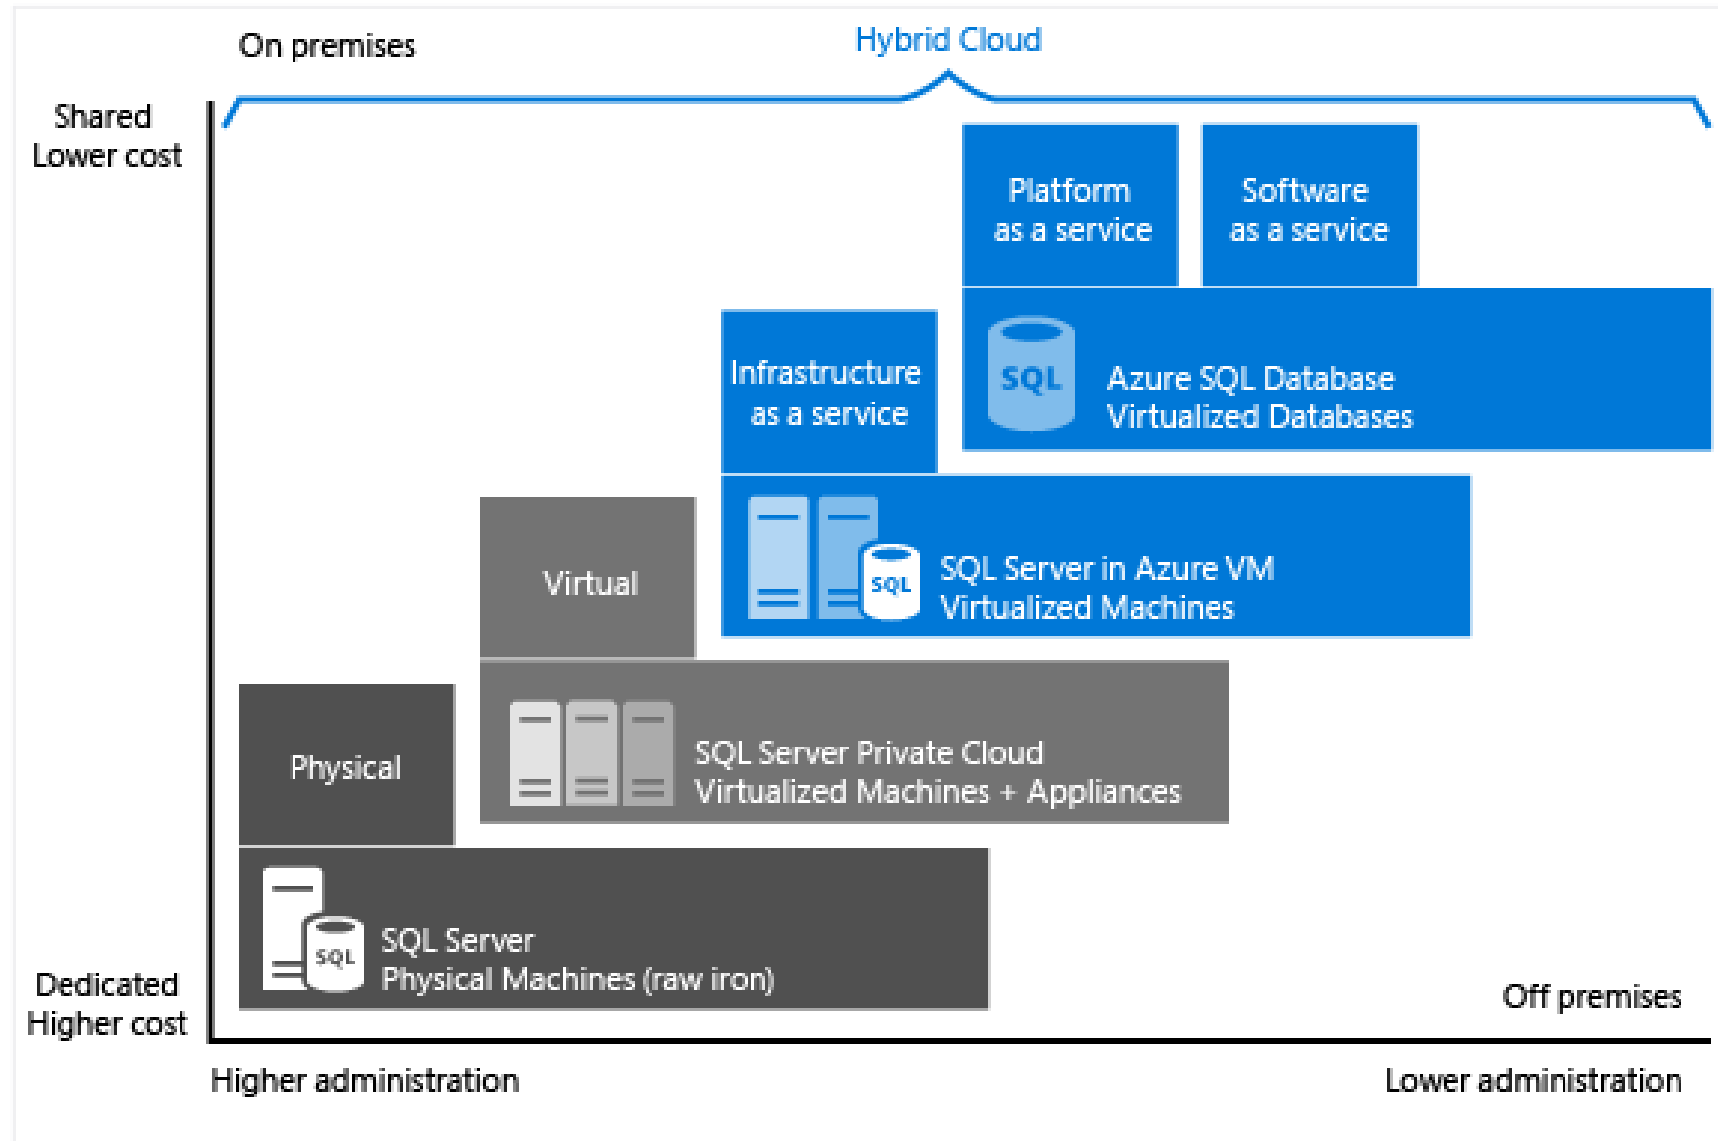 On premises
Hybrid Cloud
Shared
Lower cost
Platform
as a service
Software
as a service
Infrastructure
as a service
SQL
Azure SQL Database
Virtualized Databases
Virtual
SQL
SQL Server in Azure VM
Virtualized Machines
Physical
SQL Server Private Cloud
Virtualized Machines + Appliances
SQL
SQL Server
Physical Machines (raw iron)
Dedicated
Higher cost
Off premises
Higher administration
Lower administration